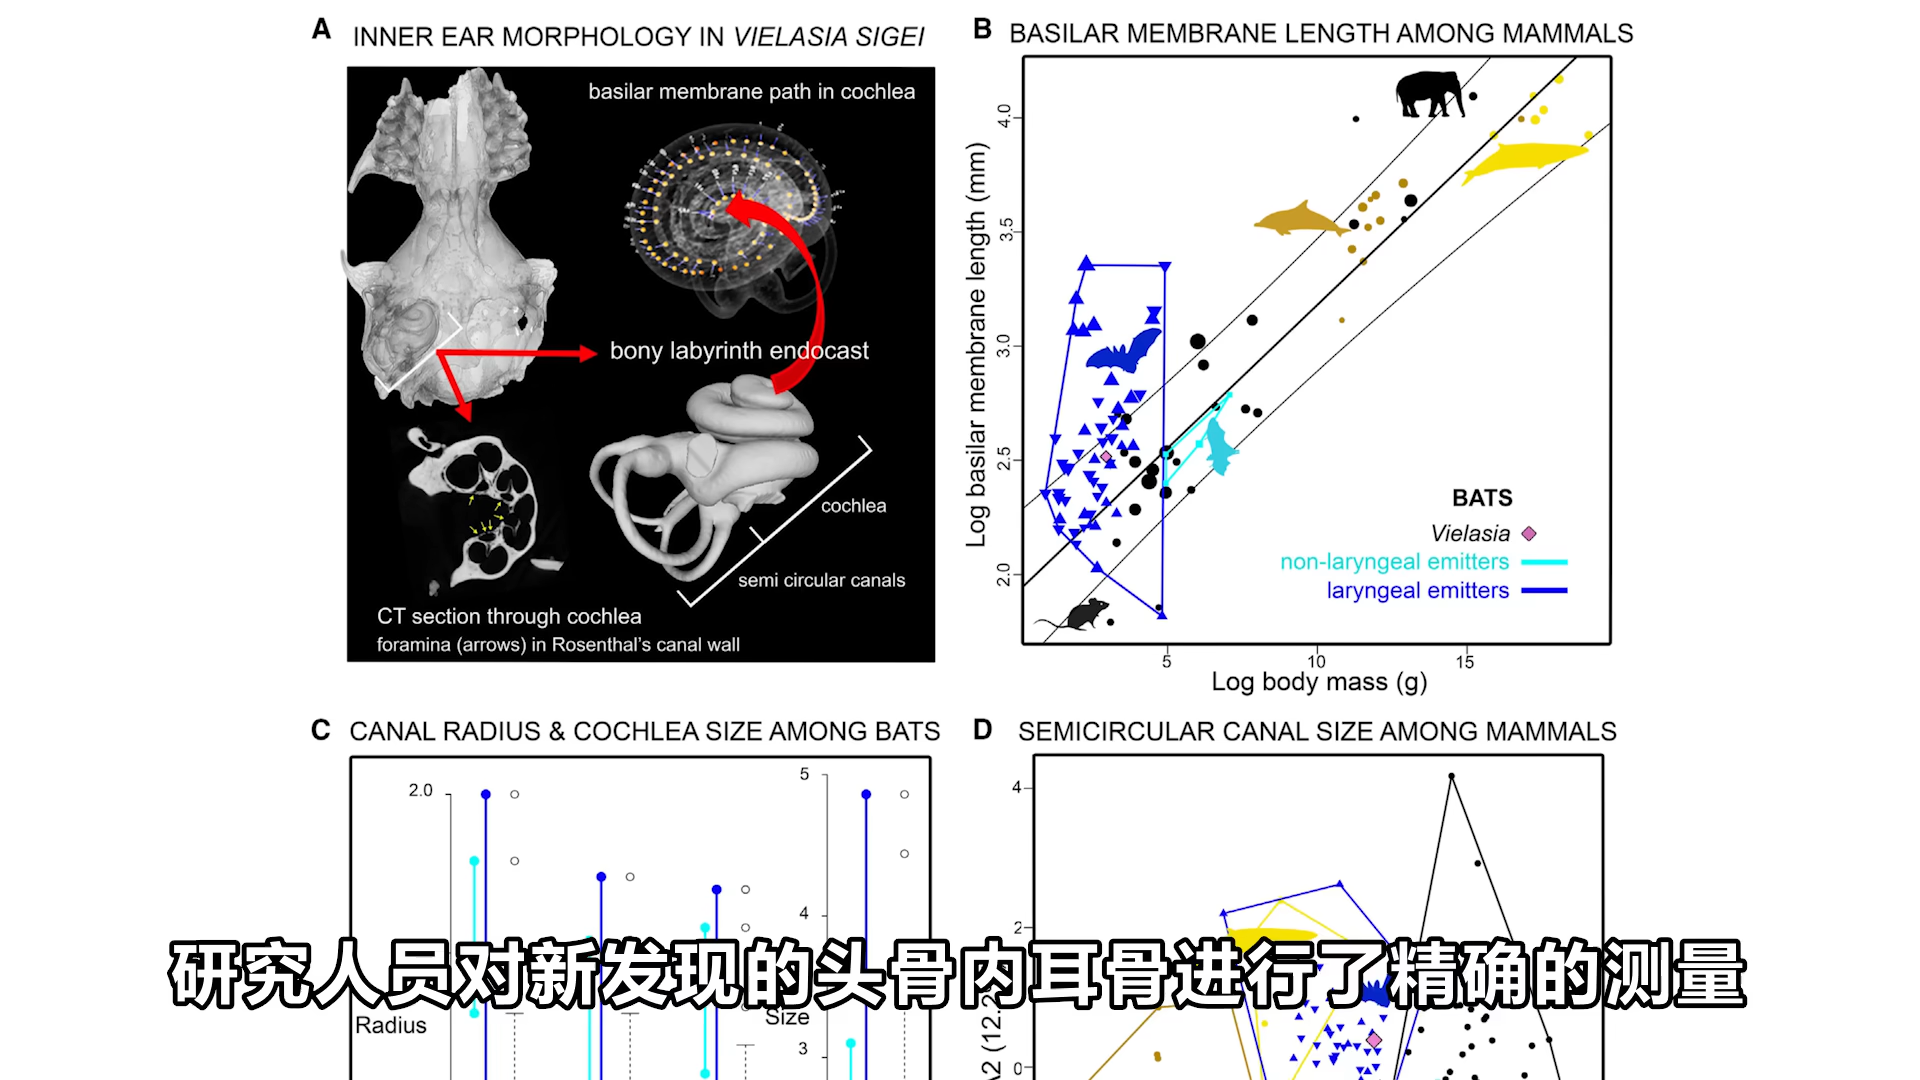 A INNER EAR MORPHOLOGY IN VIELASIA SIGEI
basilar membrane path in cochlea
bony labyrinth endocast
cochlea
semi circular canals
CT section through cochlea
foramina (arrows) in Rosenthal's canal wall
B BASILAR MEMBRANE LENGTH AMONG MAMMALS
Log basilar membrane length (mm)
4.0
3.5
3.0
2.5
2.0
BATS
Vielasia
non-laryngeal emitters
laryngeal emitters
5 10 15
Log body mass (g)
C CANAL RADIUS & COCHLEA SIZE AMONG BATS
2.0
Radius
5
4
Size
3
D SEMICIRCULAR CANAL SIZE AMONG MAMMALS
4
2
0
研究人员对新发现的头骨内耳骨进行了精确的测量